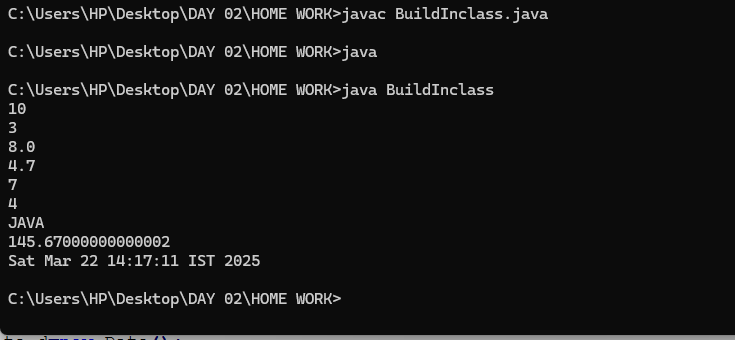 C:\Users\HP\Desktop\DAY 02\HOME WORK>javac BuildInclass.java
C:\Users\HP\Desktop\DAY 02\HOME WORK>java
C:\Users\HP\Desktop\DAY 02\HOME WORK>java BuildInclass
10
3
8.0
4.7
7
4
JAVA
145.67000000000002
Sat Mar 22 14:17:11 IST 2025
C:\Users\HP\Desktop\DAY 02\HOME WORK>